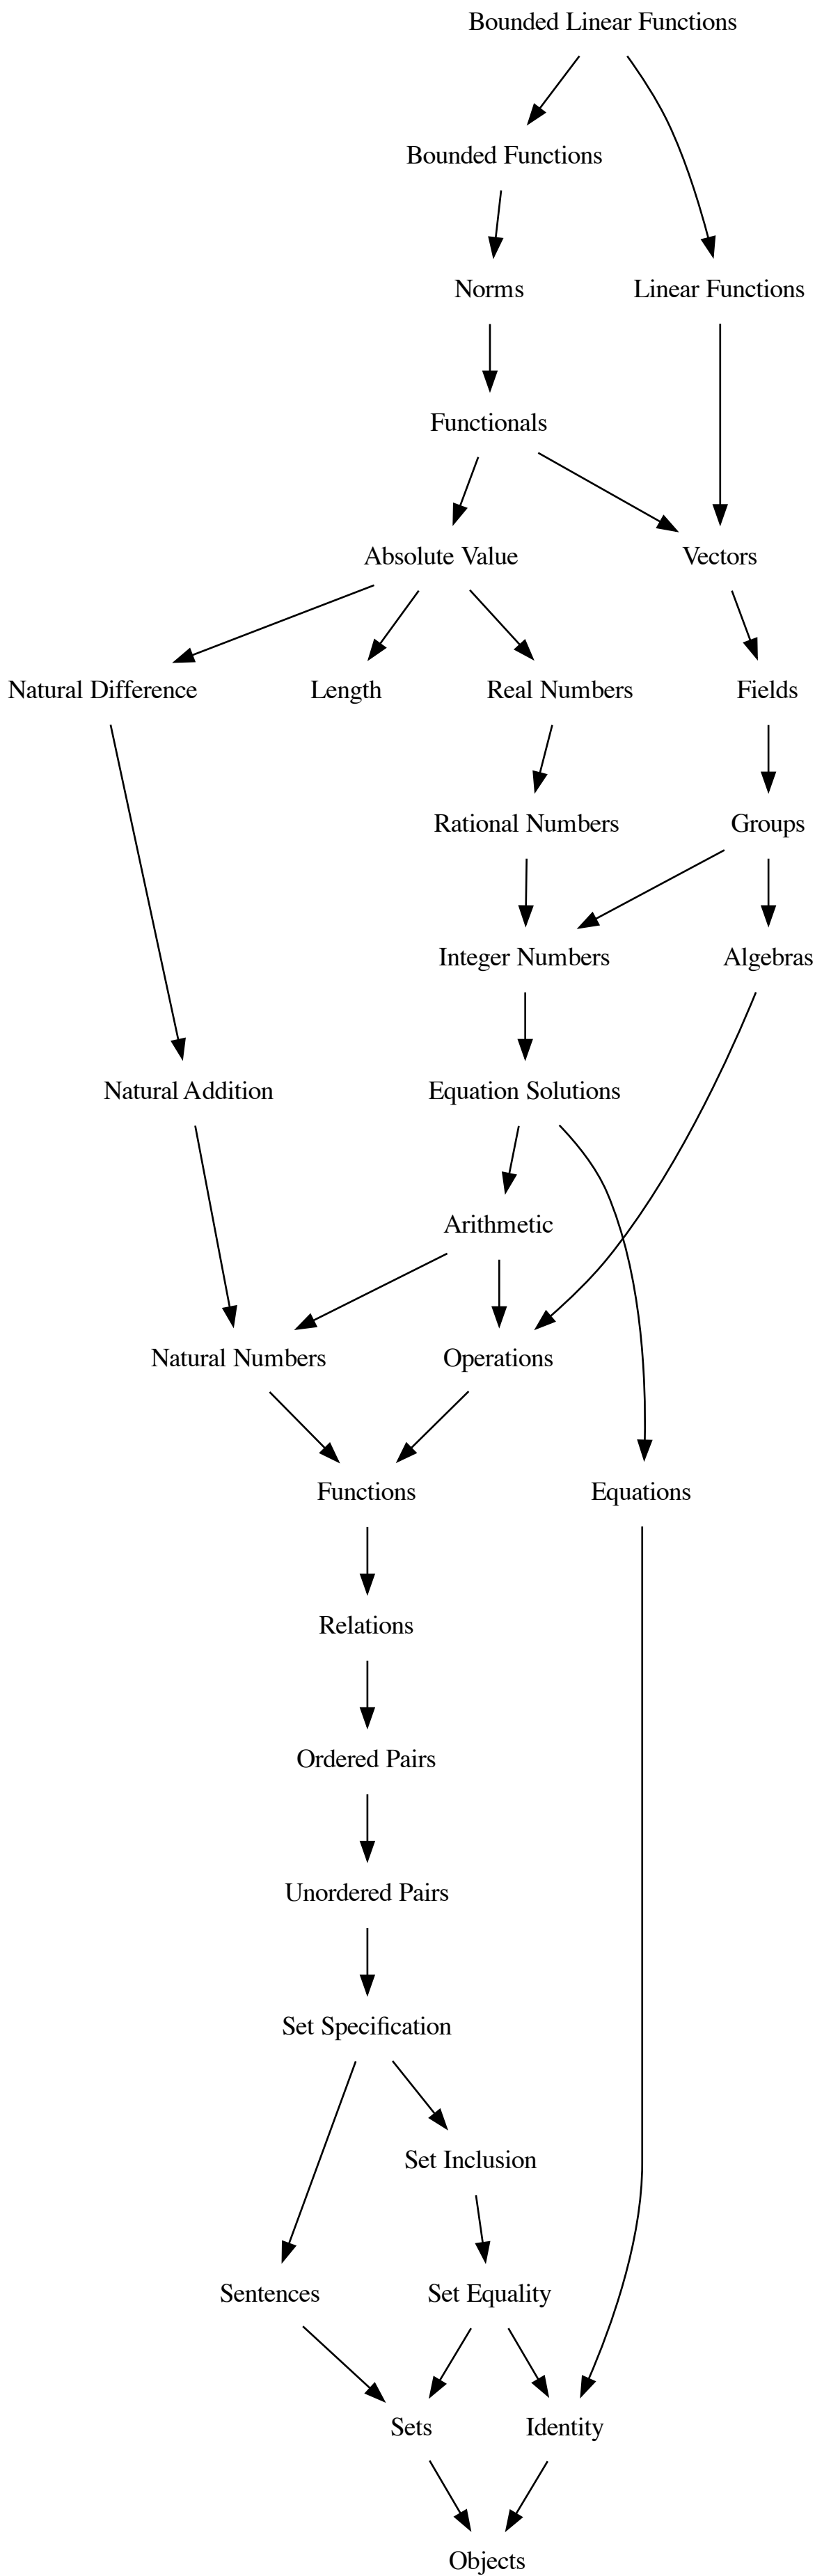 Bounded Linear Functions
Bounded Functions
Norms
Linear Functions
Functionals
Absolute Value
Vectors
Natural Difference
Length
Real Numbers
Fields
Rational Numbers
Groups
Integer Numbers
Algebras
Natural Addition
Equation Solutions
Arithmetic
Natural Numbers
Operations
Functions
Equations
Relations
Ordered Pairs
Unordered Pairs
Set Specification
Set Inclusion
Sentences
Set Equality
Sets
Identity
Objects